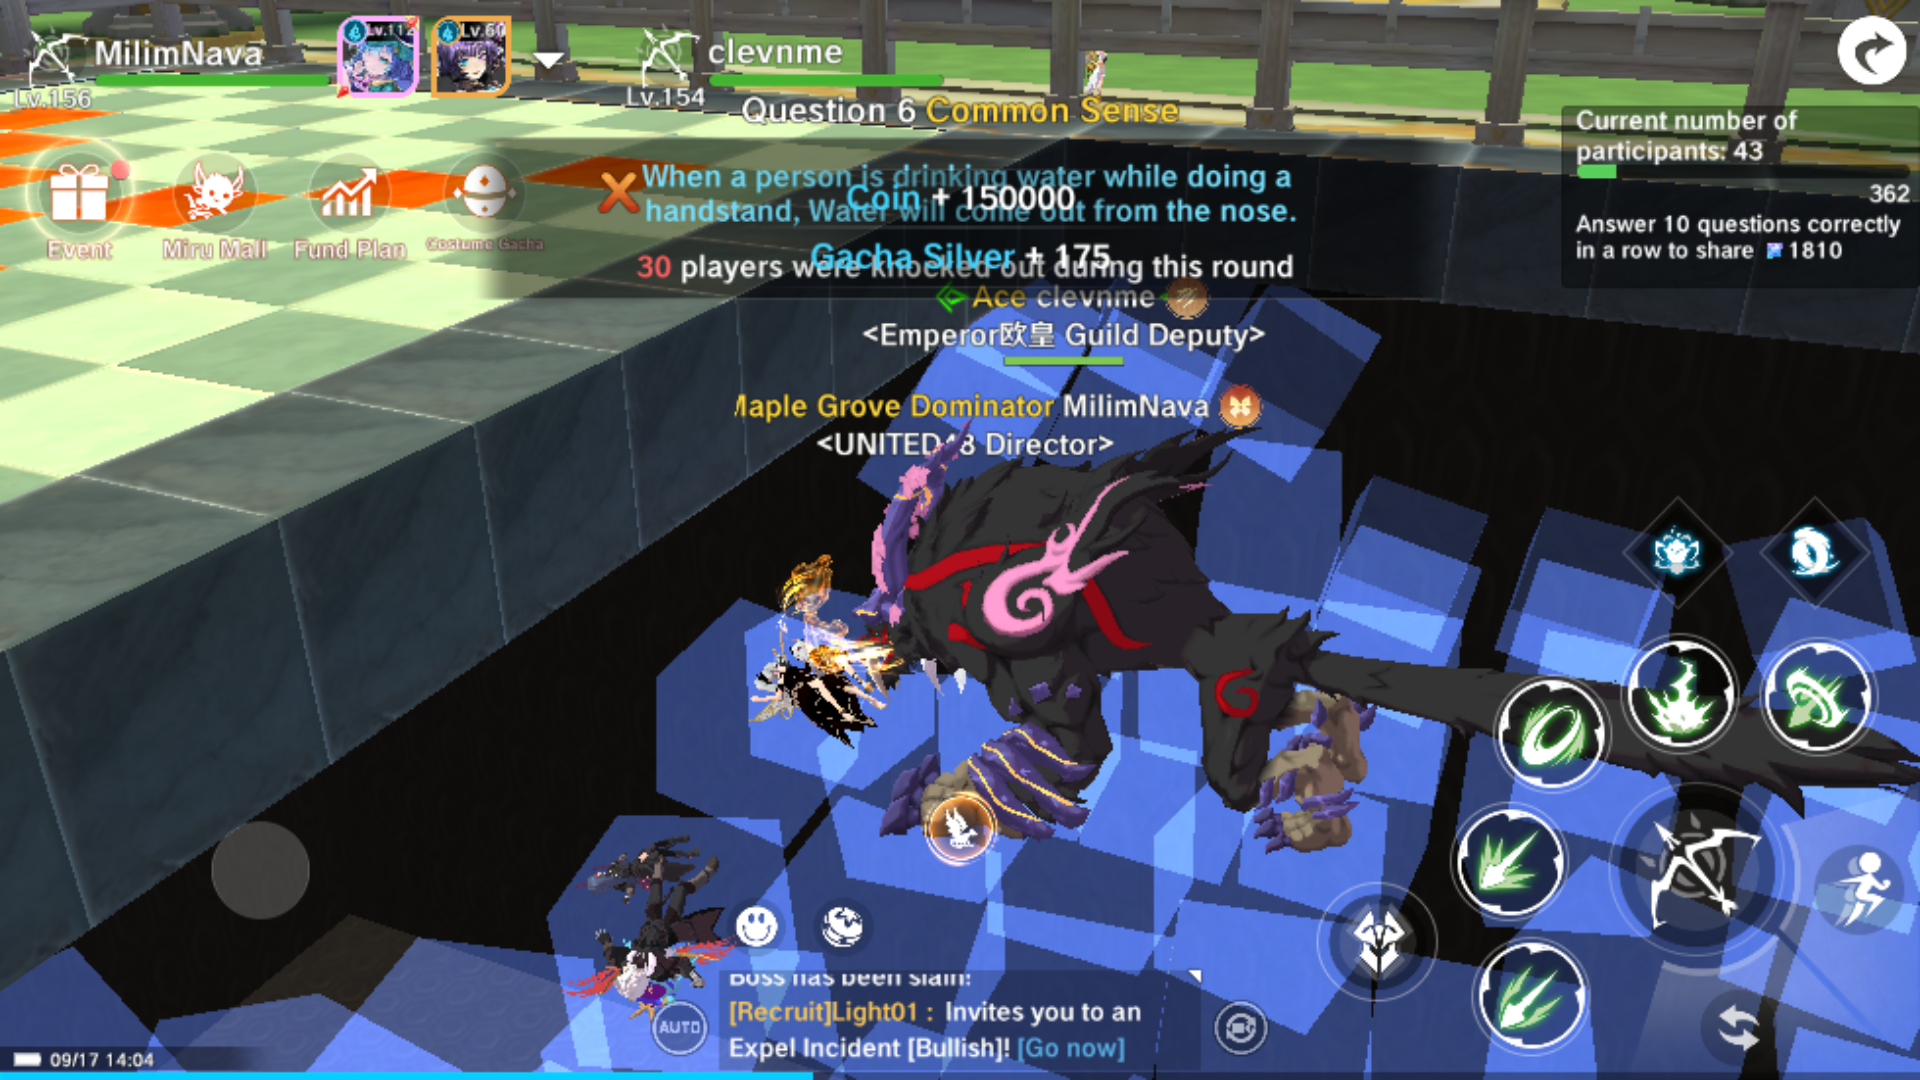 MilimNava
Lv.156
Lv.112
Lv.60
clevnme
Lv.154
Question 6 Common Sense
When a person is drinking water while doing a
handstand, Water will come out from the nose.
Coin + 150000
Gacha Silver + 175
30 players were knocked out during this round
Current number of
participants: 43
362
Answer 10 questions correctly
in a row to share 1810
Event
Miru Mall
Fund Plan
Costume Gacha
Ace clevnme
<Emperor欧皇 Guild Deputy>
Maple Grove Dominator MilimNava
<UNITED48 Director>
Boss has been slain!
[Recruit]Light01 : Invites you to an
Expel Incident [Bullish]! [Go now]
AUTO
09/17 14:04